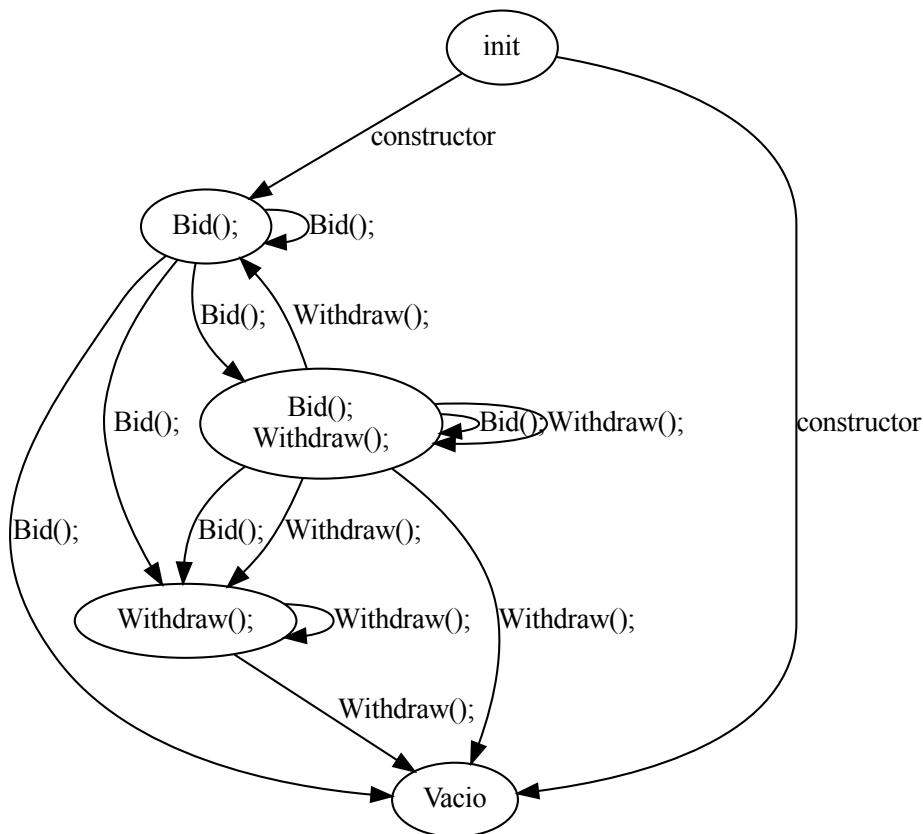 init
constructor
Bid();
Bid();
Bid();
Withdraw();
Bid();
Withdraw();
Bid();
Withdraw();
Bid();
constructor
Bid();
Bid();
Withdraw();
Withdraw();
Withdraw();
Withdraw();
Withdraw();
Vacio